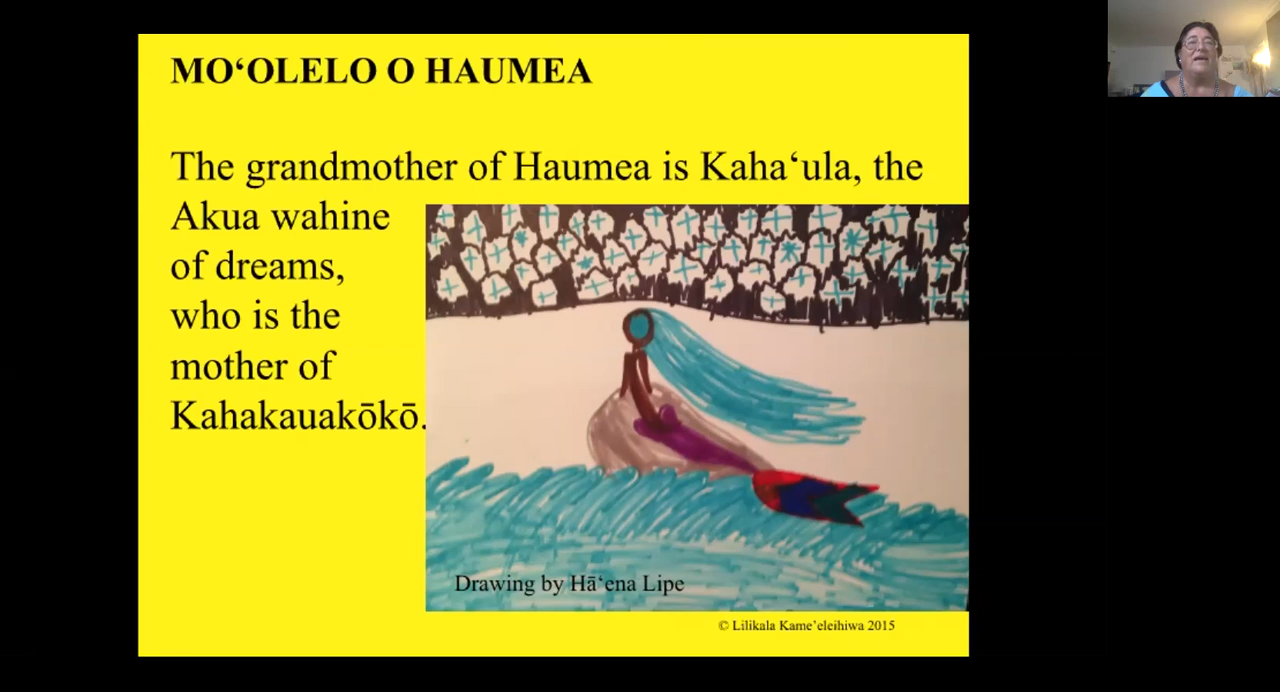 MOʻOLELO O HAUMEA
The grandmother of Haumea is Kahaʻula, the
Akua wahine
of dreams,
who is the
mother of
Kahakauakōkō.
Drawing by Hāʻena Lipe
© Lilikala Kame’eleihiwa 2015